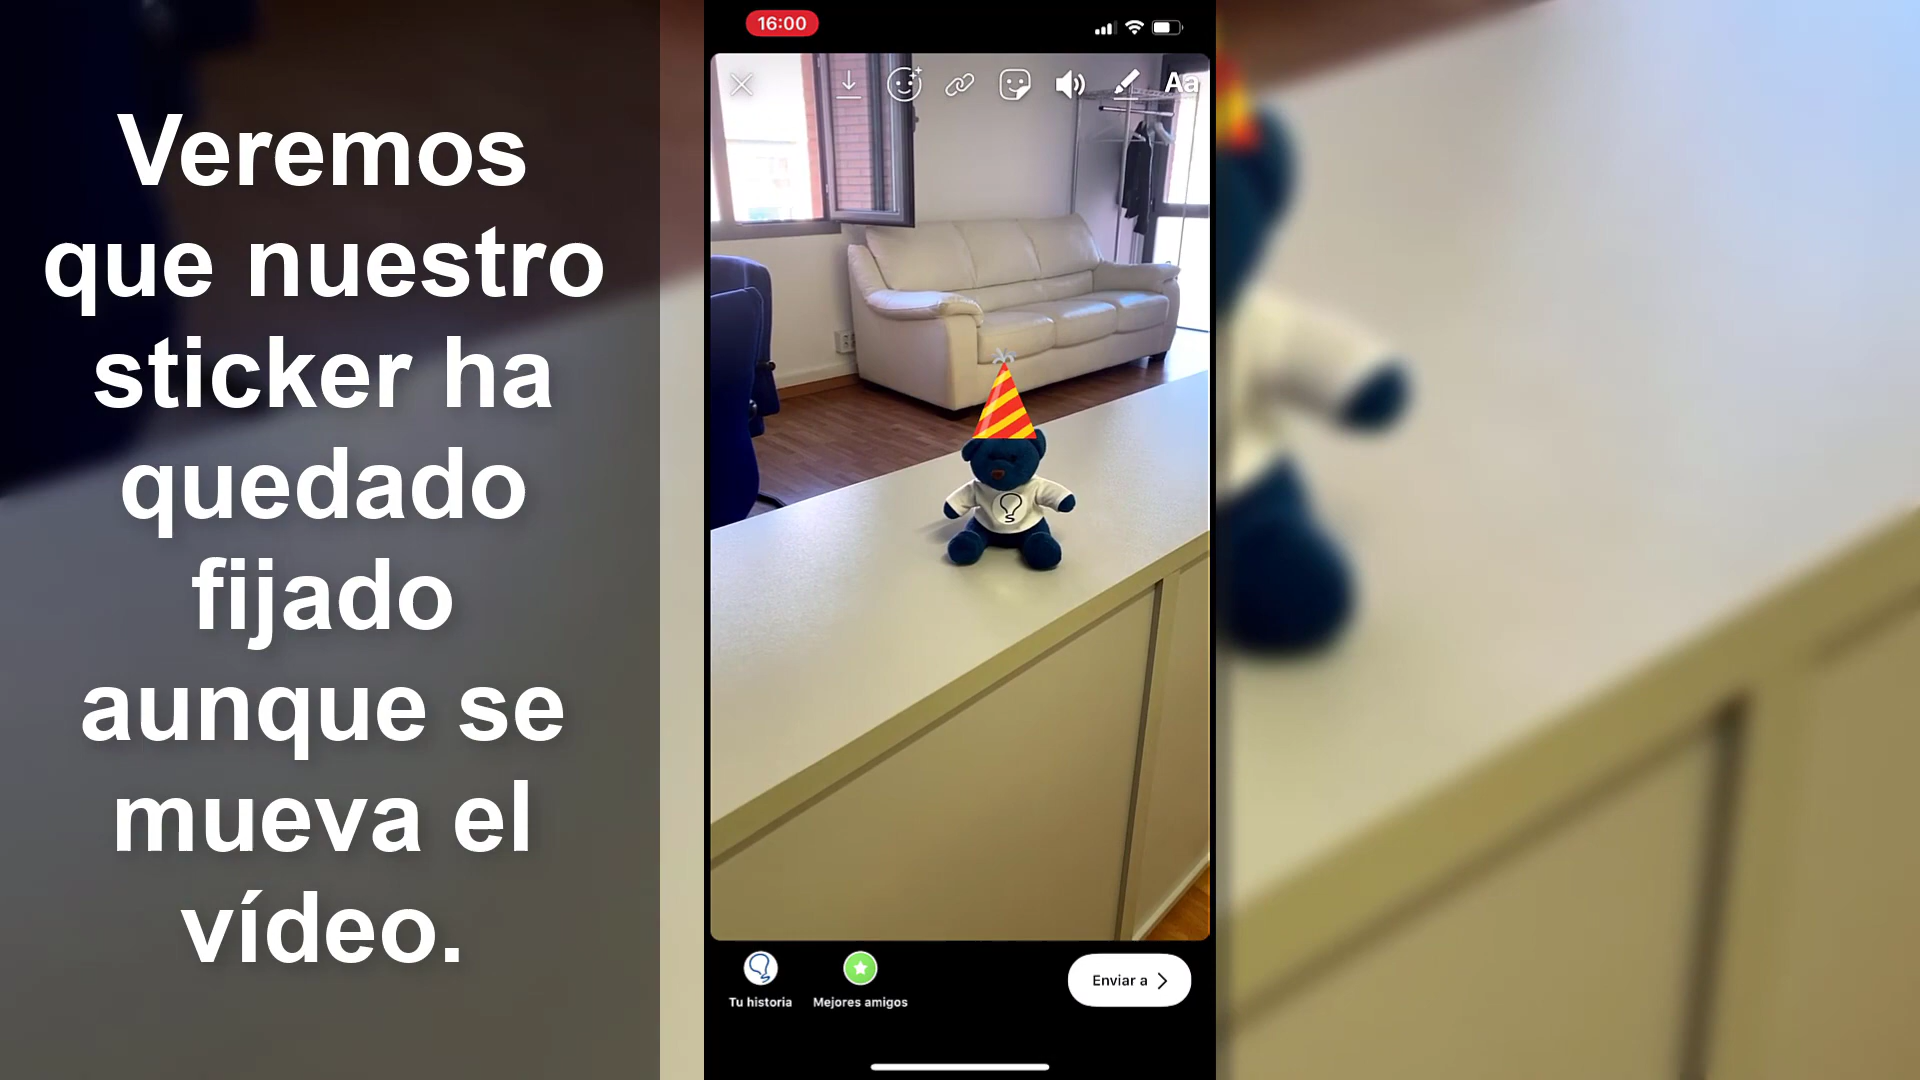 Veremos
que nuestro
sticker ha
quedado
fijado
aunque se
mueva el
vídeo.
16:00
Aa
Tu historia
Mejores amigos
Enviar a